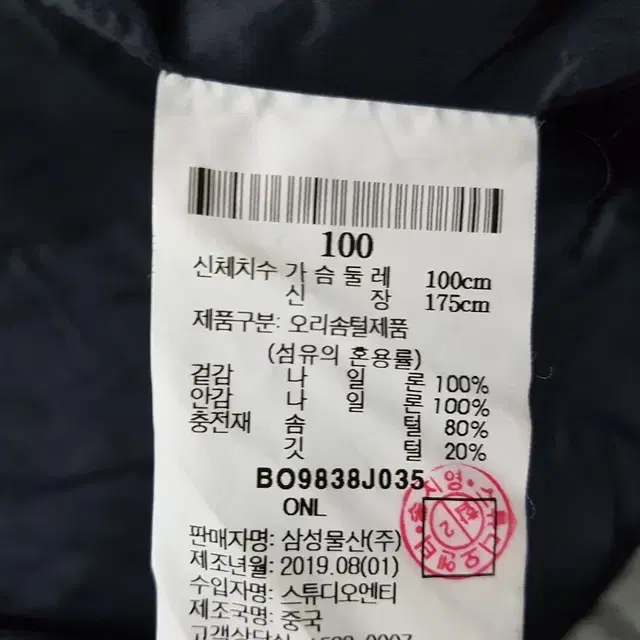 100
신체치수 가슴둘레 100cm
신장 175cm
제품구분: 오리솜털제품
(섬유의 혼용률)
겉감 나일론 100%
안감 나일론 100%
충전재 솜털 80%
깃털 20%
BO9838J035
ONL
판매자명: 삼성물산(주)
제조년월: 2019.08(01)
수입자명: 스튜디오엔티
제조국명: 중국